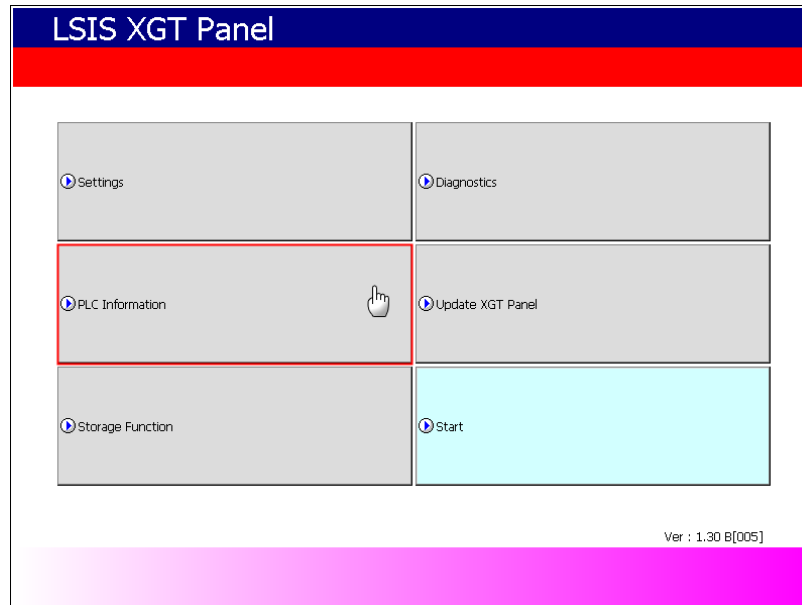 LSIS XGT Panel
Settings
Diagnostics
PLC Information
Update XGT Panel
Storage Function
Start
Ver : 1.30 B[005]